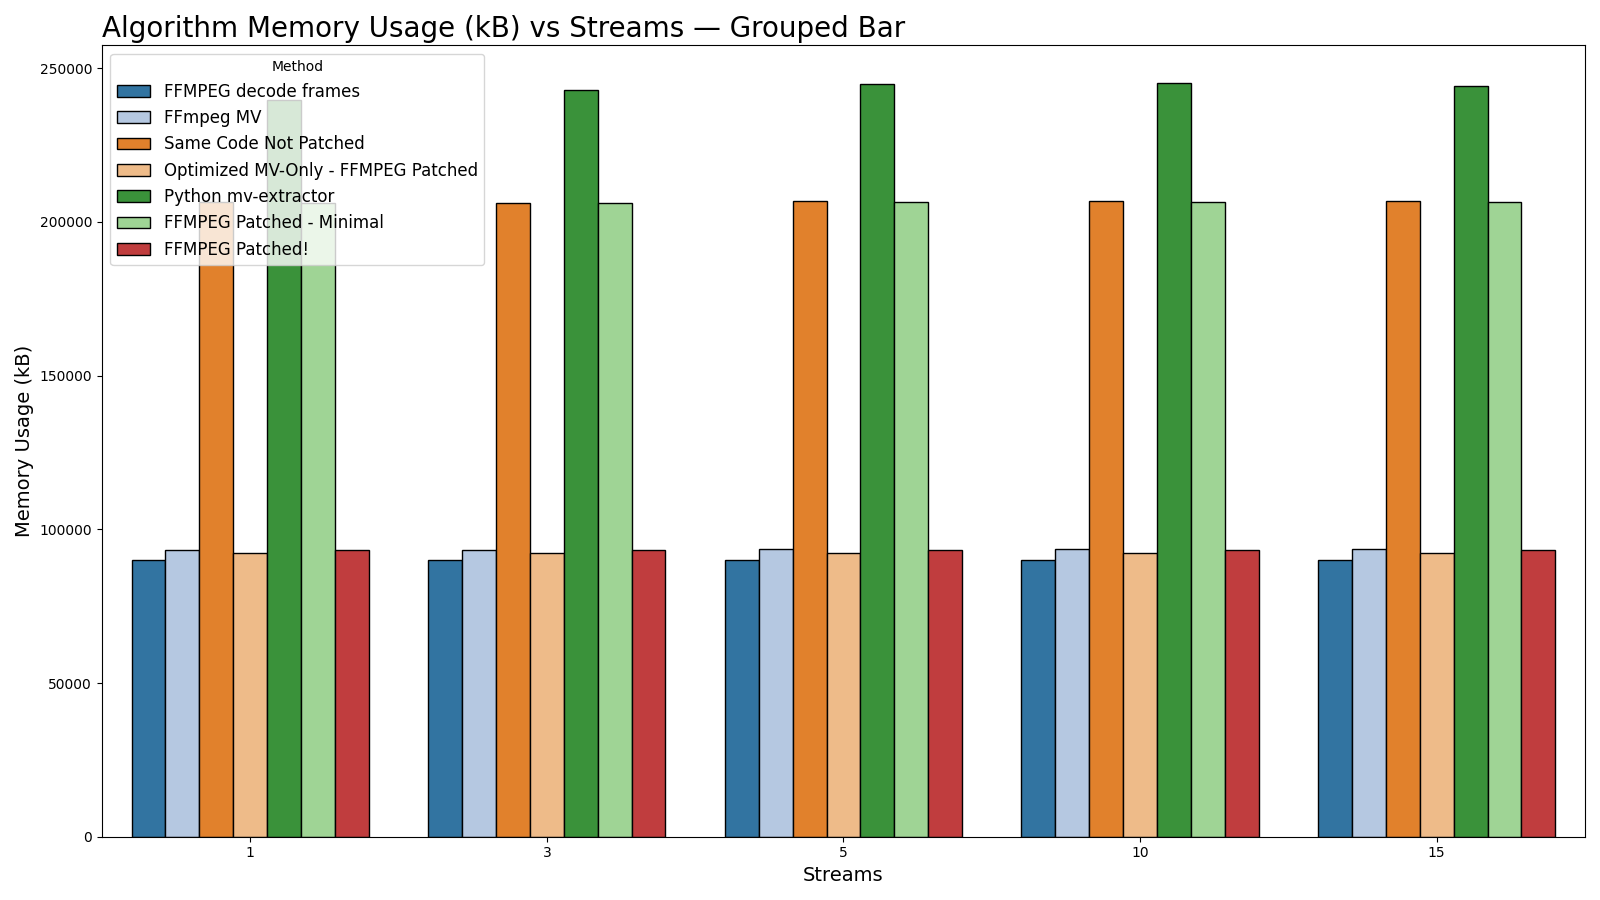 Algorithm Memory Usage (kB) vs Streams — Grouped Bar
Method
FFMPEG decode frames
FFmpeg MV
Same Code Not Patched
Optimized MV-Only - FFMPEG Patched
Python mv-extractor
FFMPEG Patched - Minimal
FFMPEG Patched!
Memory Usage (kB)
250000
200000
150000
100000
50000
0
1 3 5 10 15
Streams